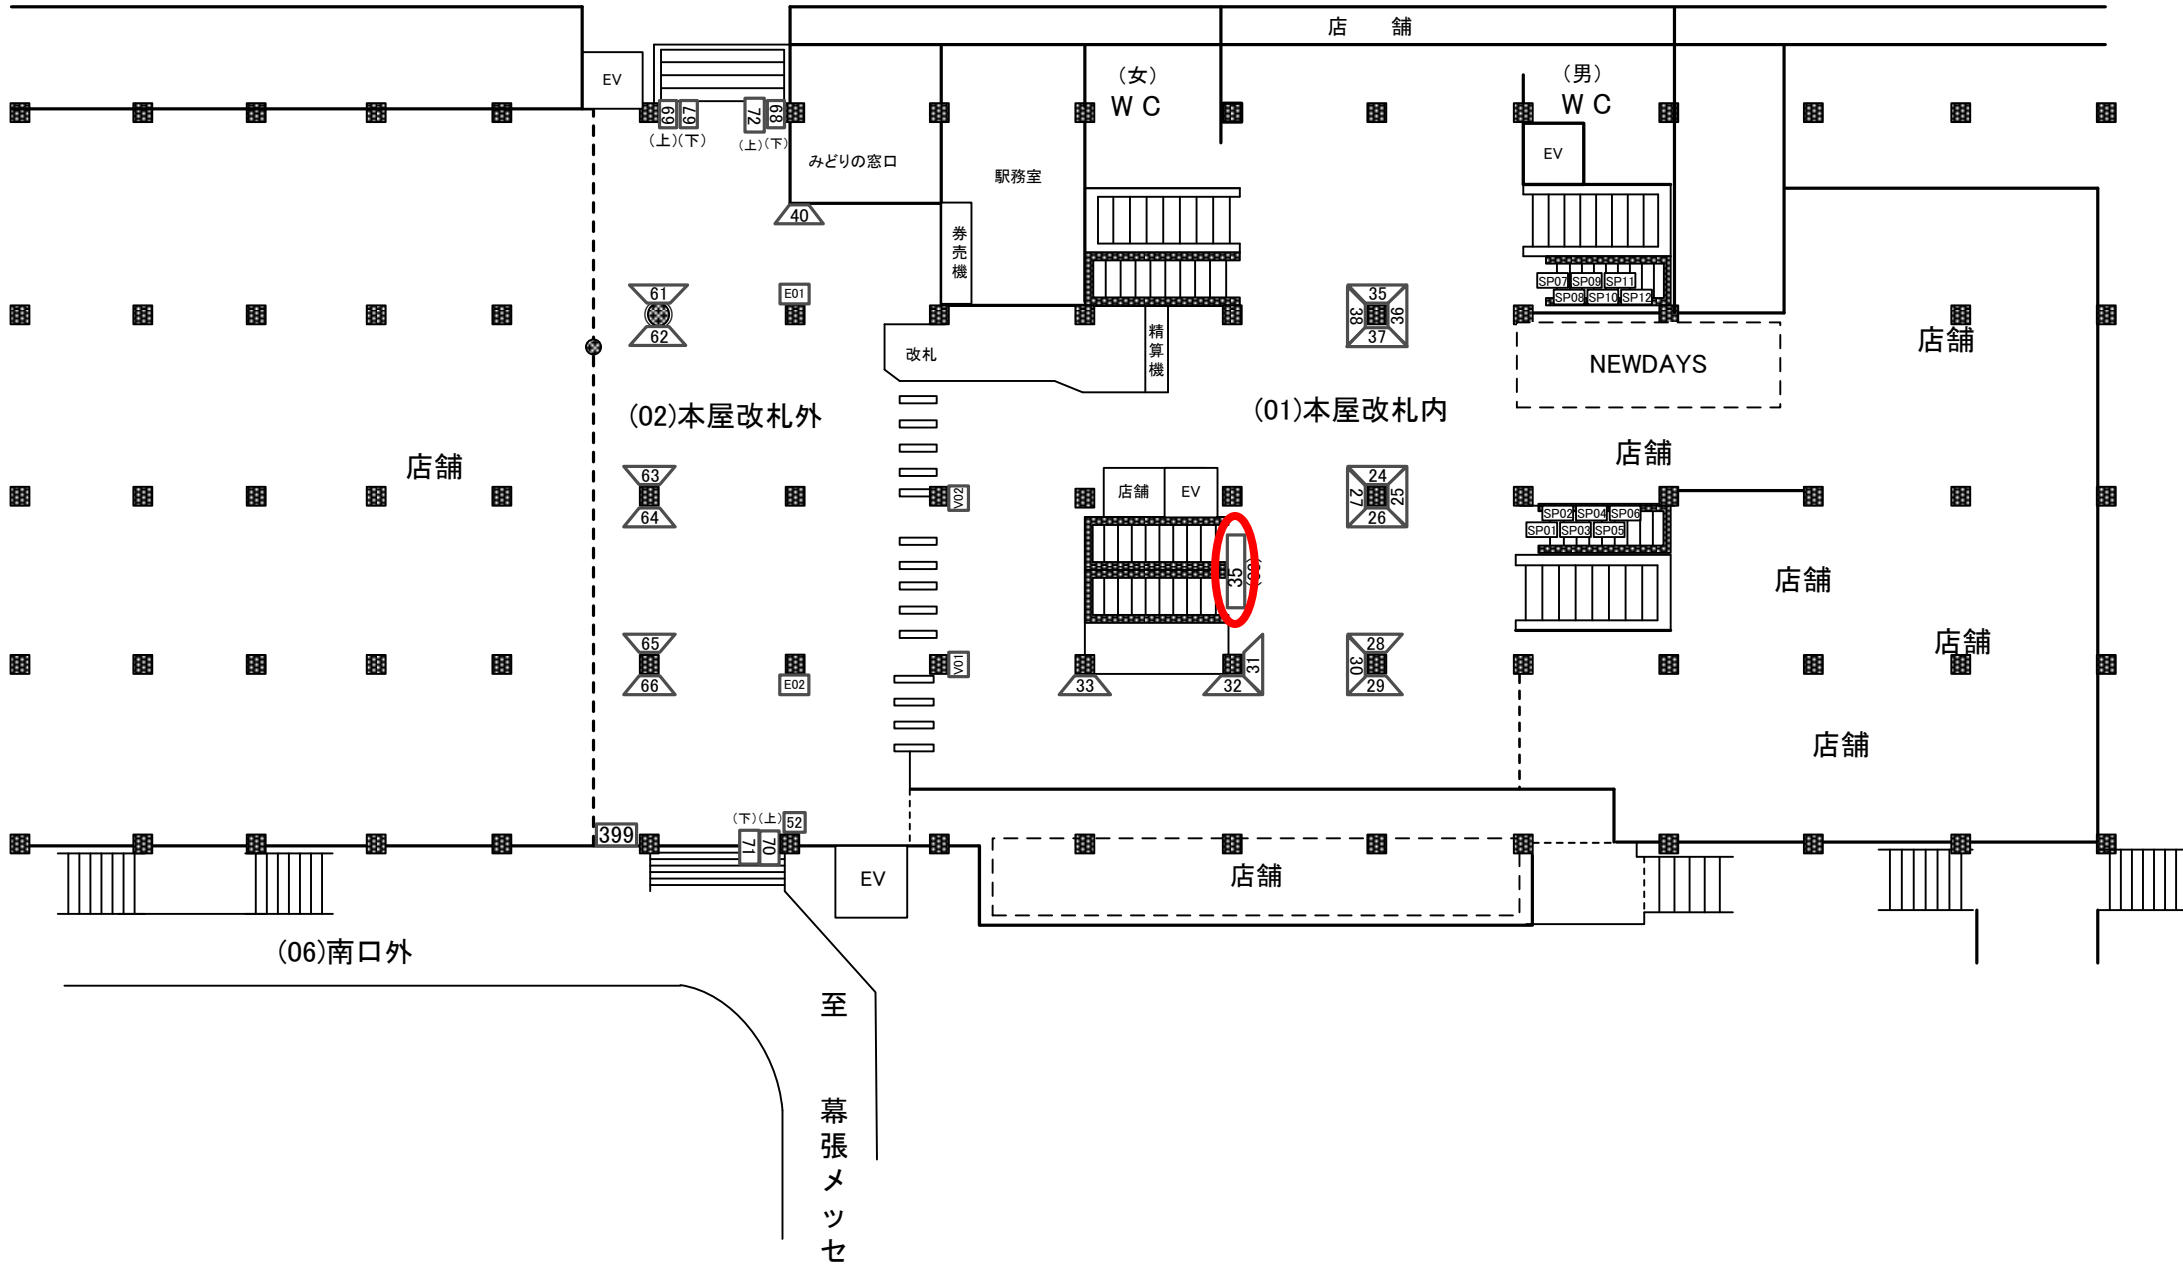 店 舗
EV
(女)
WC
(男)
WC
69
79
72
68
(上)(下)
(上)(下)
みどりの窓口
駅務室
EV
40
券売機
61
E01
62
35
36
37
38
SP07
SP09
SP11
SP08
SP10
SP12
精算機
改札
NEWDAYS
店舗
(02)本屋改札外
(01)本屋改札内
店舗
店舗
63
64
V02
店舗
EV
24
25
26
27
SP02
SP04
SP06
SP01
SP03
SP05
35
店舗
店舗
65
66
E02
V01
33
32
31
28
30
29
店舗
399
(下)(上)
52
71
70
EV
店舗
(06)南口外
至 幕張メッセ